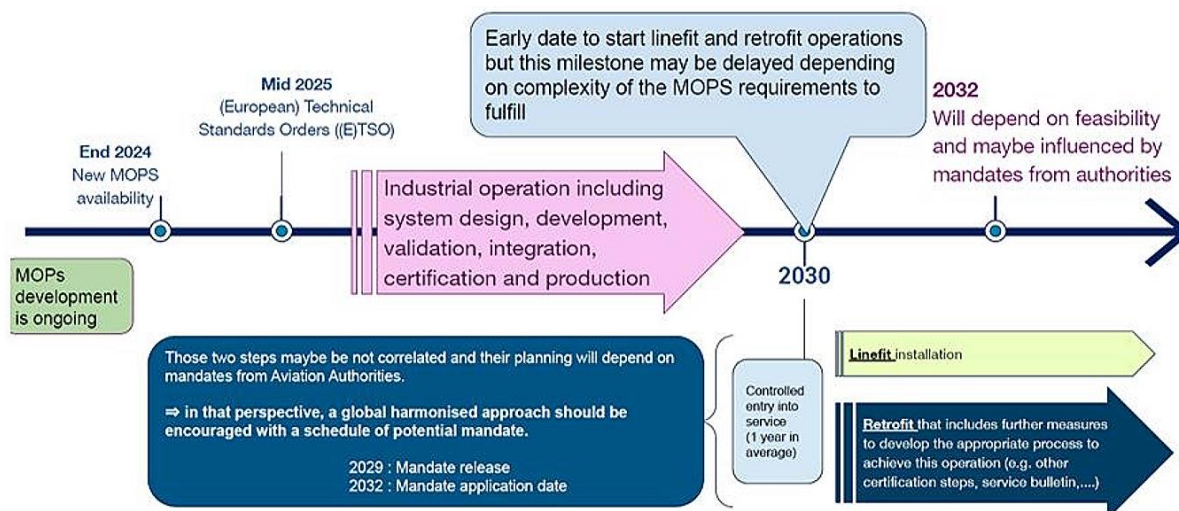 Early date to start linefit and retrofit operations
but this milestone may be delayed depending
on complexity of the MOPS requirements to
fulfill
Mid 2025
(European) Technical
Standards Orders ((E)TSO)
End 2024
New MOPS
availability
2032
Will depend on feasibility
and maybe influenced by
mandates from authorities
Industrial operation including
system design, development,
validation, integration,
certification and production
MOPs
development
is ongoing
2030
Those two steps maybe be not correlated and their planning will depend on
mandates from Aviation Authorities.
⇒ in that perspective, a global harmonised approach should be
encouraged with a schedule of potential mandate.
2029 : Mandate release
2032 : Mandate application date
Controlled
entry into
service
(1 year in
average)
Linefit installation
Retrofit that includes further measures
to develop the appropriate process to
achieve this operation (e.g. other
certification steps, service bulletin,....)